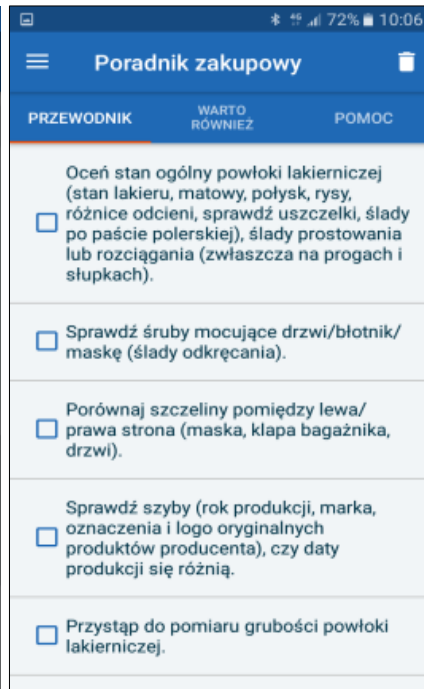 72% 10:06
Poradnik zakupowy
PRZEWODNIK
WARTO
RÓWNIEŻ
POMOC
Oceń stan ogólny powłoki lakierniczej
(stan lakieru, matowy, połysk, rysy,
różnice odcieni, sprawdź uszczelki, ślady
po paście polerskiej), ślady prostowania
lub rozciągania (zwłaszcza na progach i
słupkach).
Sprawdź śruby mocujące drzwi/błotnik/
maskę (ślady odkręcania).
Porównaj szczeliny pomiędzy lewa/
prawa strona (maska, klapa bagażnika,
drzwi).
Sprawdź szyby (rok produkcji, marka,
oznaczenia i logo oryginalnych
produktów producenta), czy daty
produkcji się różnią.
Przystąp do pomiaru grubości powłoki
lakierniczej.